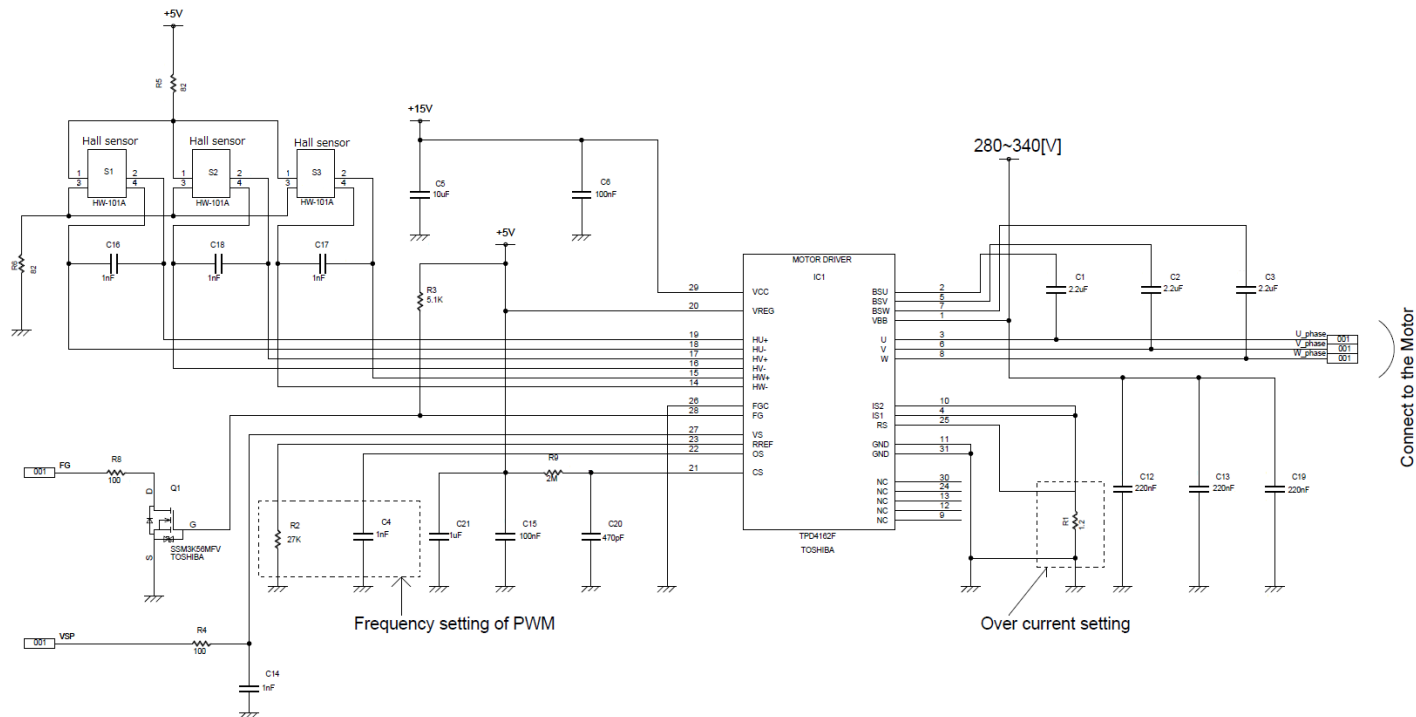 +5V
R5
82
Hall sensor
Hall sensor
Hall sensor
1
3
S1
2
4
HW-101A
1
3
S2
2
4
HW-101A
1
3
S3
2
4
HW-101A
R6
82
C16
1nF
C18
1nF
C17
1nF
+15V
C5
10uF
C6
100nF
+5V
R3
5.1K
MOTOR DRIVER
IC1
29
VCC
20
VREG
19
HU+
18
HU-
17
HV+
16
HV-
15
HW+
14
HW-
26
FGC
28
FG
27
VS
23
RREF
22
OS
21
CS
BSU
2
BSV
5
BSW
7
VBB
1
U
3
V
6
W
8
IS2
10
IS1
4
RS
25
GND
11
GND
31
NC
30
NC
24
NC
13
NC
12
NC
9
TPD4162F
TOSHIBA
280~340[V]
C1
2.2uF
C2
2.2uF
C3
2.2uF
U_phase
001
V_phase
001
W_phase
001
Connect to the Motor
C12
220nF
C13
220nF
C19
220nF
R1
1.2
Over current setting
001
FG
R8
100
Q1
D
G
S
SSM3K56MFV
TOSHIBA
R2
27K
C4
1nF
C21
1uF
C15
100nF
R9
2M
C20
470pF
Frequency setting of PWM
001
VSP
R4
100
C14
1nF